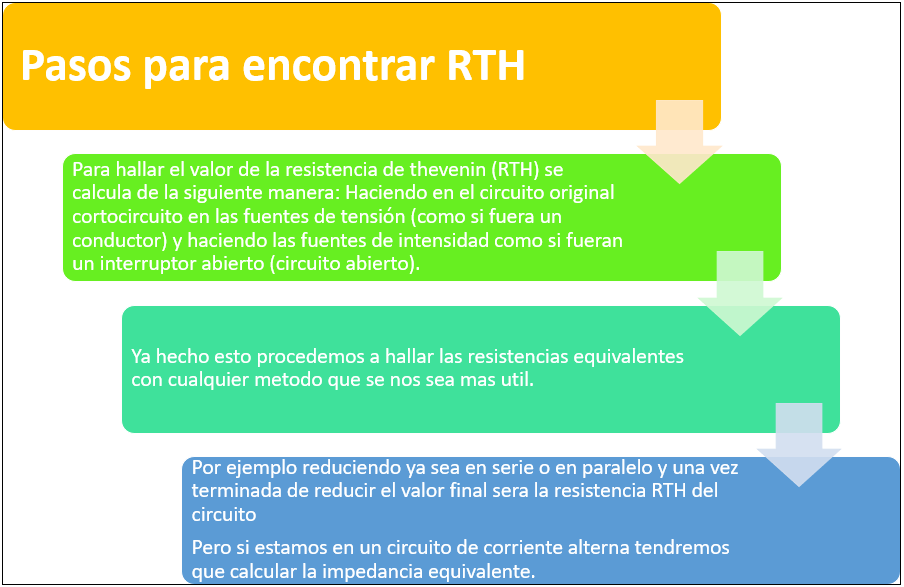 Pasos para encontrar RTH
Para hallar el valor de la resistencia de thevenin (RTH) se
calcula de la siguiente manera: Haciendo en el circuito original
cortocircuito en las fuentes de tensión (como si fuera un
conductor) y haciendo las fuentes de intensidad como si fueran
un interruptor abierto (circuito abierto).
Ya hecho esto procedemos a hallar las resistencias equivalentes
con cualquier metodo que se nos sea mas util.
Por ejemplo reduciendo ya sea en serie o en paralelo y una vez
terminada de reducir el valor final sera la resistencia RTH del
circuito
Pero si estamos en un circuito de corriente alterna tendremos
que calcular la impedancia equivalente.